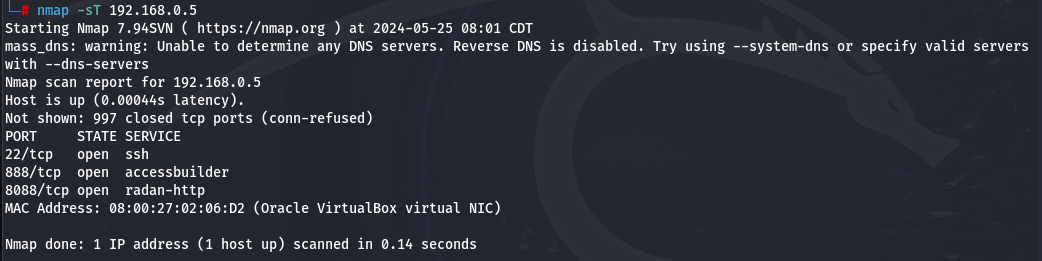 └─# nmap -sT 192.168.0.5
Starting Nmap 7.94SVN ( https://nmap.org ) at 2024-05-25 08:01 CDT
mass_dns: warning: Unable to determine any DNS servers. Reverse DNS is disabled. Try using --system-dns or specify valid servers
with --dns-servers
Nmap scan report for 192.168.0.5
Host is up (0.00044s latency).
Not shown: 997 closed tcp ports (conn-refused)
PORT     STATE SERVICE
22/tcp   open  ssh
888/tcp  open  accessbuilder
8088/tcp open  radan-http
MAC Address: 08:00:27:02:06:D2 (Oracle VirtualBox virtual NIC)
Nmap done: 1 IP address (1 host up) scanned in 0.14 seconds